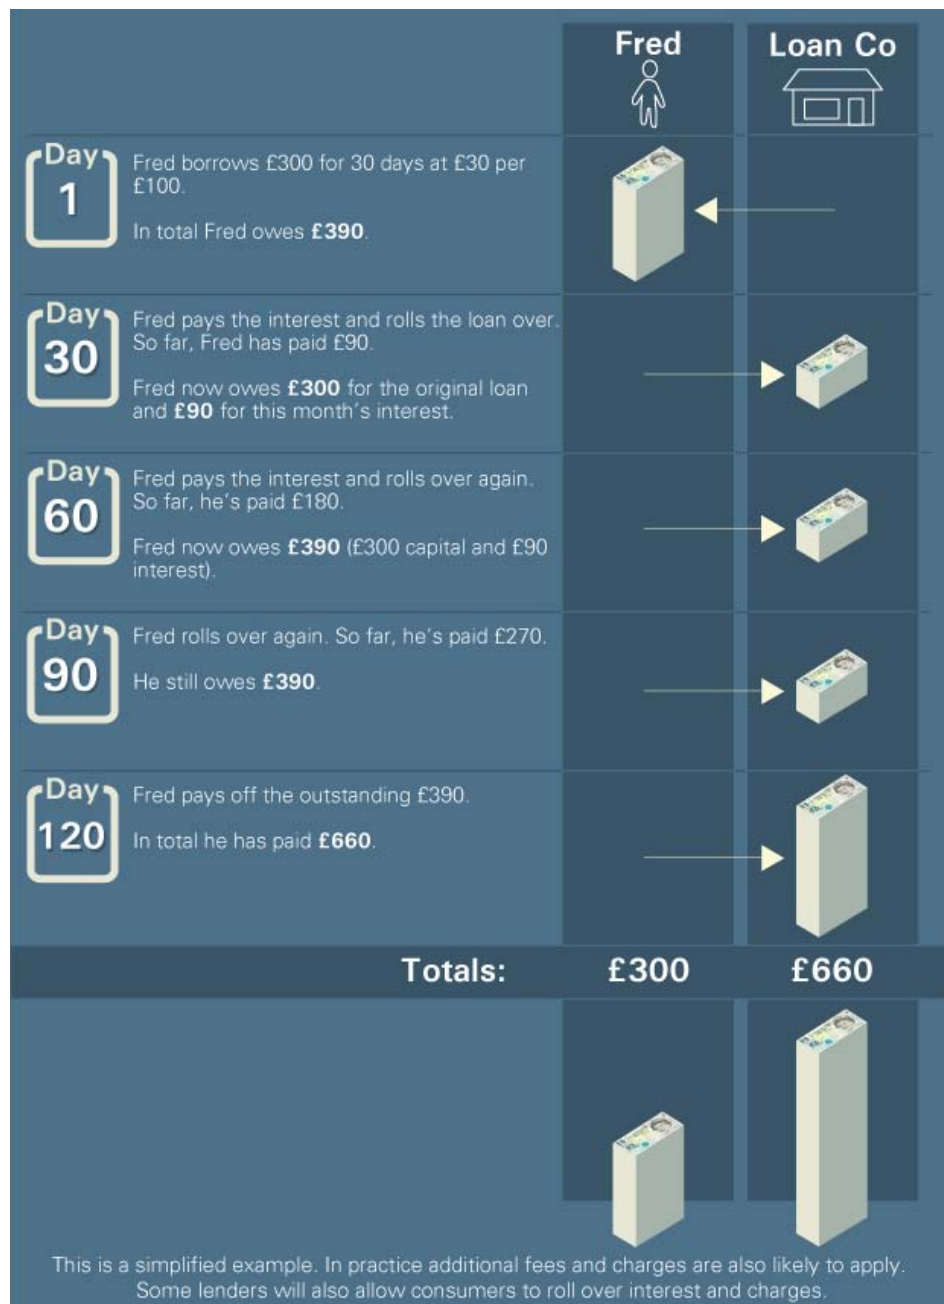 Fred
Loan Co
Day
1
Fred borrows £300 for 30 days at £30 per
£100.
In total Fred owes £390.
Day
30
Fred pays the interest and rolls the loan over.
So far, Fred has paid £90.
Fred now owes £300 for the original loan
and £90 for this month's interest.
Day
60
Fred pays the interest and rolls over again.
So far, he's paid £180.
Fred now owes £390 (£300 capital and £90
interest).
Day
90
Fred rolls over again. So far, he's paid £270.
He still owes £390.
Day
120
Fred pays off the outstanding £390.
In total he has paid £660.
Totals:
£300
£660
This is a simplified example. In practice additional fees and charges are also likely to apply.
Some lenders will also allow consumers to roll over interest and charges.